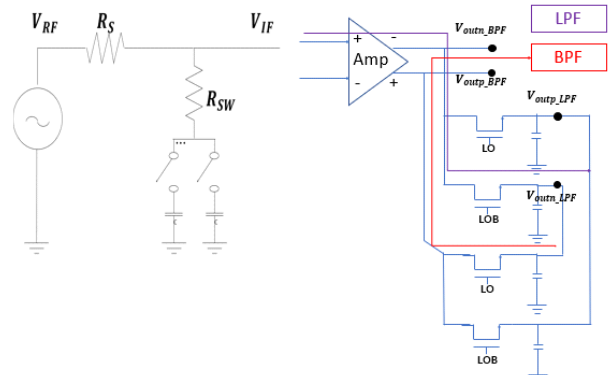 V_RF R_S V_IF
R_SW
...
c c
+ -
Amp
- +
V_outn_BPF
V_outp_BPF
LPF
BPF
V_outp_LPF
LO
V_outn_LPF
LOB
LO
LOB